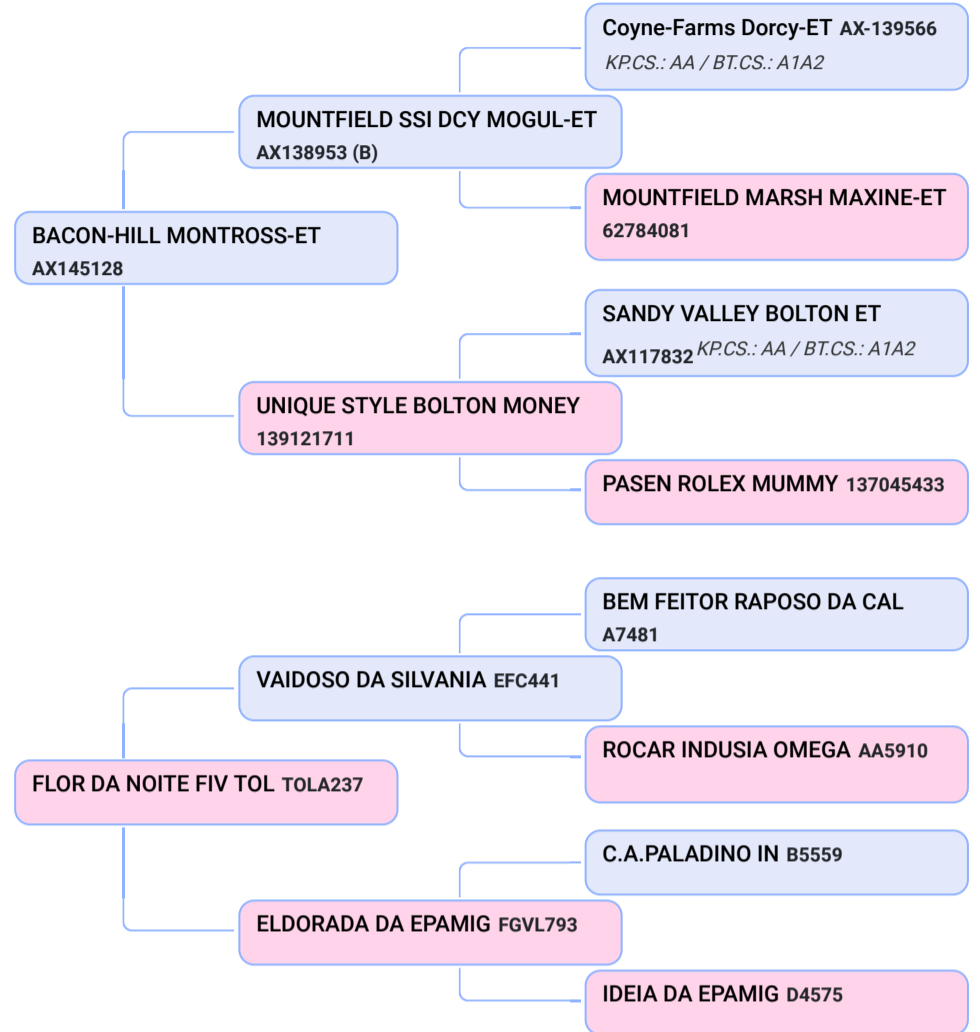 Coyne-Farms Dorcy-ET AX-139566
KP.CS.: AA / BT.CS.: A1A2
MOUNTFIELD SSI DCY MOGUL-ET
AX138953 (B)
MOUNTFIELD MARSH MAXINE-ET
62784081
BACON-HILL MONTROSS-ET
AX145128
SANDY VALLEY BOLTON ET
AX117832 KP.CS.: AA / BT.CS.: A1A2
UNIQUE STYLE BOLTON MONEY
139121711
PASEN ROLEX MUMMY 137045433
BEM FEITOR RAPOSO DA CAL
A7481
VAIDOSO DA SILVANIA EFC441
ROCAR INDUSIA OMEGA AA5910
FLOR DA NOITE FIV TOL TOLA237
C.A.PALADINO IN B5559
ELDORADA DA EPAMIG FGVL793
IDEIA DA EPAMIG D4575